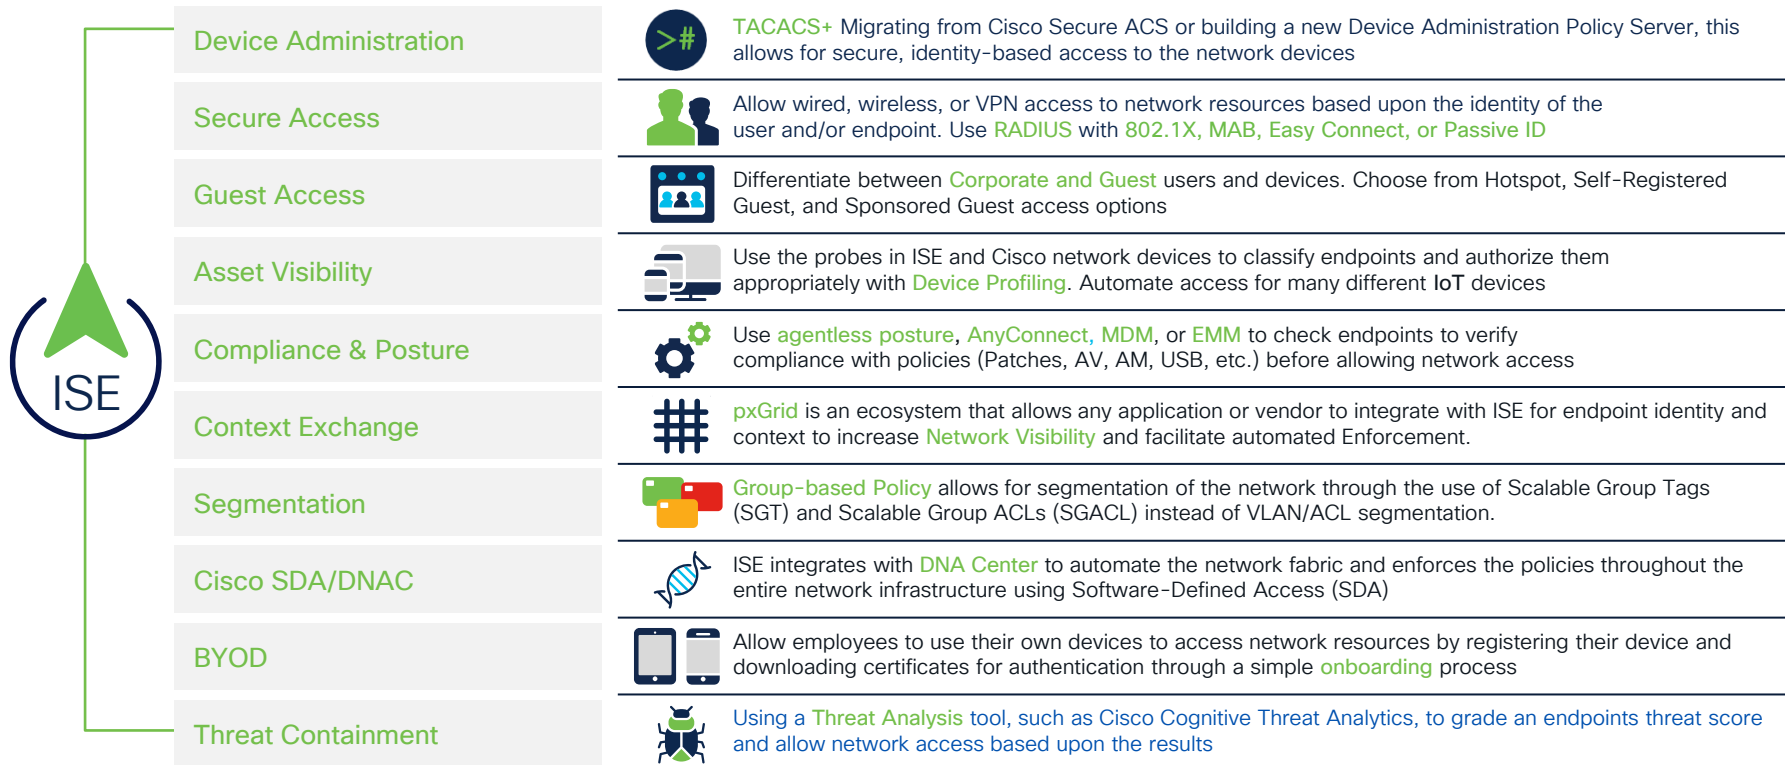 ISE
Device Administration
>#
TACACS+ Migrating from Cisco Secure ACS or building a new Device Administration Policy Server, this
allows for secure, identity-based access to the network devices
Secure Access
Allow wired, wireless, or VPN access to network resources based upon the identity of the
user and/or endpoint. Use RADIUS with 802.1X, MAB, Easy Connect, or Passive ID
Guest Access
Differentiate between Corporate and Guest users and devices. Choose from Hotspot, Self-Registered
Guest, and Sponsored Guest access options
Asset Visibility
Use the probes in ISE and Cisco network devices to classify endpoints and authorize them
appropriately with Device Profiling. Automate access for many different IoT devices
Compliance & Posture
Use agentless posture, AnyConnect, MDM, or EMM to check endpoints to verify
compliance with policies (Patches, AV, AM, USB, etc.) before allowing network access
Context Exchange
pxGrid is an ecosystem that allows any application or vendor to integrate with ISE for endpoint identity and
context to increase Network Visibility and facilitate automated Enforcement.
Segmentation
Group-based Policy allows for segmentation of the network through the use of Scalable Group Tags
(SGT) and Scalable Group ACLs (SGACL) instead of VLAN/ACL segmentation.
Cisco SDA/DNAC
ISE integrates with DNA Center to automate the network fabric and enforces the policies throughout the
entire network infrastructure using Software-Defined Access (SDA)
BYOD
Allow employees to use their own devices to access network resources by registering their device and
downloading certificates for authentication through a simple onboarding process
Threat Containment
Using a Threat Analysis tool, such as Cisco Cognitive Threat Analytics, to grade an endpoints threat score
and allow network access based upon the results